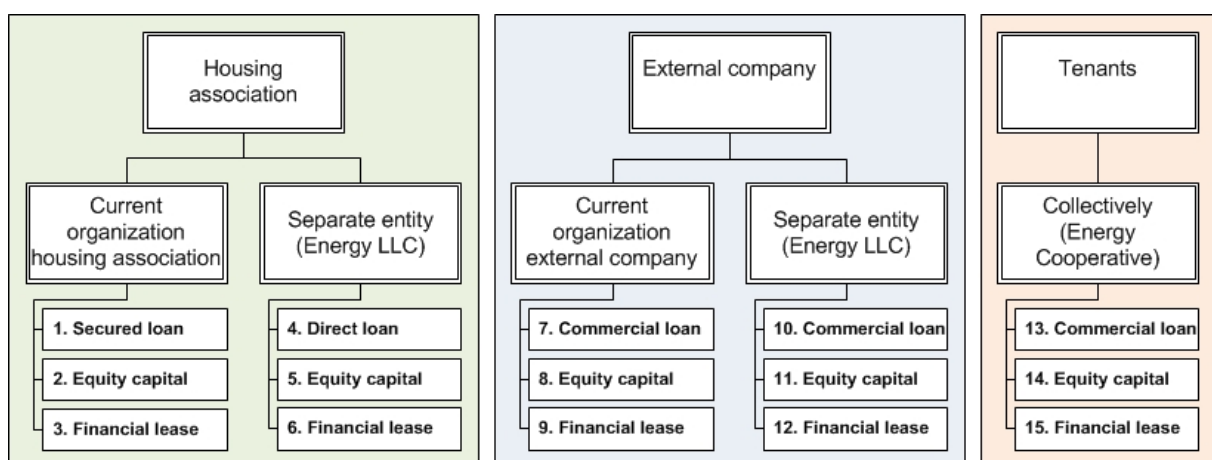 Housing
association
External company
Tenants
Current
organization
housing association
Separate entity
(Energy LLC)
Current
organization
external company
Separate entity
(Energy LLC)
Collectively
(Energy
Cooperative)
1. Secured loan
2. Equity capital
3. Financial lease
4. Direct loan
5. Equity capital
6. Financial lease
7. Commercial loan
8. Equity capital
9. Financial lease
10. Commercial loan
11. Equity capital
12. Financial lease
13. Commercial loan
14. Equity capital
15. Financial lease